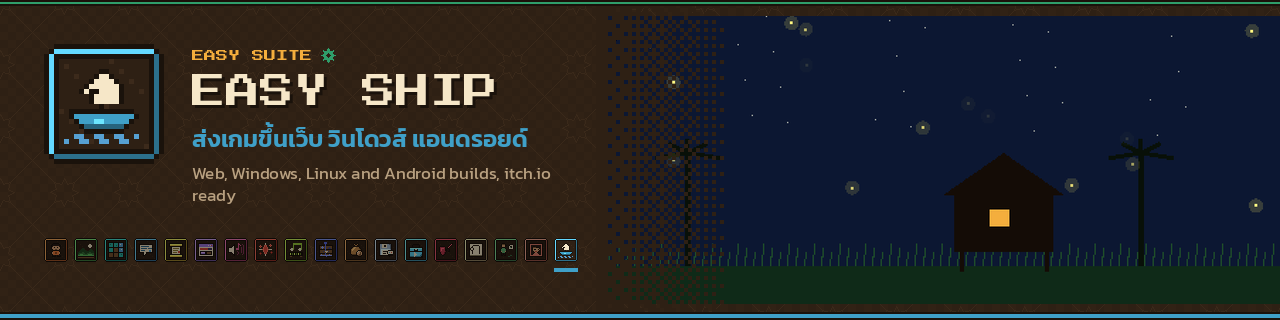 EASY SUITE
EASY SHIP
ส่งเกมขึ้นเว็บ วินโดวส์ แอนดรอยด์
Web, Windows, Linux and Android builds, itch.io
ready